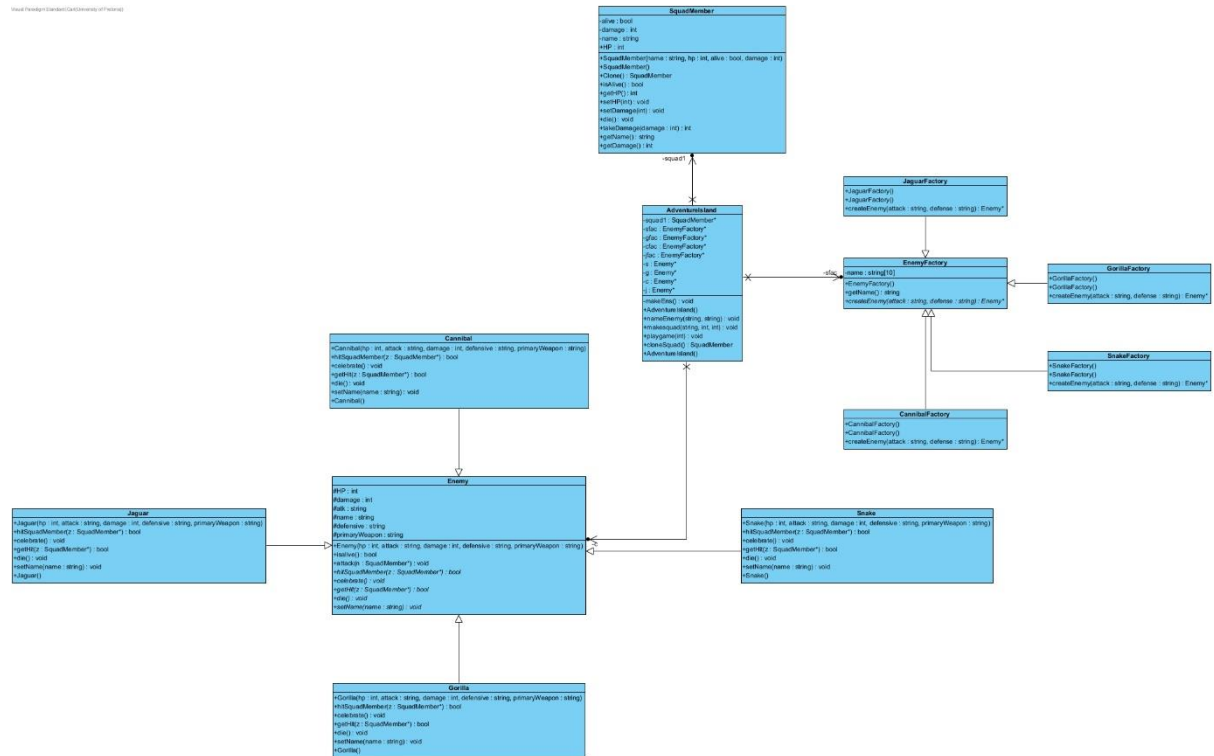 Visual Paradigm Standard
SquadMember
-alive : bool
-damage : int
-name : string
+HP : int
+SquadMember(name : string, hp : int, alive : bool, damage : int)
+SquadMember()
+Clone() : SquadMember
+isAlive() : bool
+getHP() : int
+setHP(int) : void
+setDamage(int) : void
+die() : void
+takeDamage(damage : int) : int
+getName() : string
+getDamage() : int
-squad1
JaguarFactory
+JaguarFactory()
+JaguarFactory()
+createEnemy(attack : string, defense : string) : Enemy*
AdventureIsland
-squad1 : SquadMember*
-sfac : EnemyFactory*
-gfac : EnemyFactory*
-cfac : EnemyFactory*
-jfac : EnemyFactory*
-s : Enemy*
-g : Enemy*
-c : Enemy*
-j : Enemy*
+AdventureIsland()
+nameEnemy(string, string) : void
+makesquad(string, int, int) : void
+playgame(int) : void
+cloneSquad() : SquadMember
+AdventureIsland()
-sfac
EnemyFactory
-name : string[10]
+EnemyFactory()
+getName() : string
+createEnemy(attack : string, defense : string) : Enemy*
GorillaFactory
+GorillaFactory()
+GorillaFactory()
+createEnemy(attack : string, defense : string) : Enemy*
SnakeFactory
+SnakeFactory()
+SnakeFactory()
+createEnemy(attack : string, defense : string) : Enemy*
CannibalFactory
+CannibalFactory()
+CannibalFactory()
+createEnemy(attack : string, defense : string) : Enemy*
Cannibal
+Cannibal(hp : int, attack : string, damage : int, defensive : string, primaryWeapon : string)
+hitSquadMember(z : SquadMember*) : bool
+celebrate() : void
+getHit(z : SquadMember*) : bool
+die() : void
+setName(name : string) : void
+Cannibal()
Enemy
#HP : int
#damage : int
#atk : string
#name : string
#defensive : string
#primaryWeapon : string
+Enemy(hp : int, attack : string, damage : int, defensive : string, primaryWeapon : string)
+isalive() : bool
+attack(n : SquadMember*) : void
+hitSquadMember(z : SquadMember*) : bool
+celebrate() : void
+getHit(z : SquadMember*) : bool
+die() : void
+setName(name : string) : void
Jaguar
+Jaguar(hp : int, attack : string, damage : int, defensive : string, primaryWeapon : string)
+hitSquadMember(z : SquadMember*) : bool
+celebrate() : void
+getHit(z : SquadMember*) : bool
+die() : void
+setName(name : string) : void
+Jaguar()
Snake
+Snake(hp : int, attack : string, damage : int, defensive : string, primaryWeapon : string)
+hitSquadMember(z : SquadMember*) : bool
+celebrate() : void
+getHit(z : SquadMember*) : bool
+die() : void
+setName(name : string) : void
+Snake()
Gorilla
+Gorilla(hp : int, attack : string, damage : int, defensive : string, primaryWeapon : string)
+hitSquadMember(z : SquadMember*) : bool
+celebrate() : void
+getHit(z : SquadMember*) : bool
+die() : void
+setName(name : string) : void
+Gorilla()